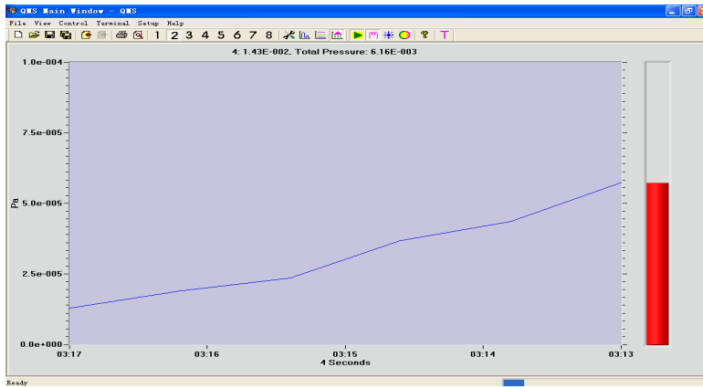 QMS Main Window - QMS
File View Control Terminal Setup Help
1 2 3 4 5 6 7 8 ? T
4: 1.43E-002, Total Pressure: 6.16E-003
1.0e-004
7.5e-005
Pa 5.0e-005
2.5e-005
0.0e+000
03:17 03:16 03:15 03:14 03:13
4 Seconds
Ready